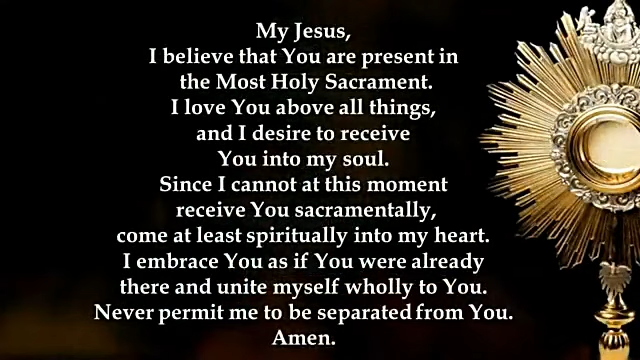 My Jesus,
I believe that You are present in
the Most Holy Sacrament.
I love You above all things,
and I desire to receive
You into my soul.
Since I cannot at this moment
receive You sacramentally,
come at least spiritually into my heart.
I embrace You as if You were already
there and unite myself wholly to You.
Never permit me to be separated from You.
Amen.